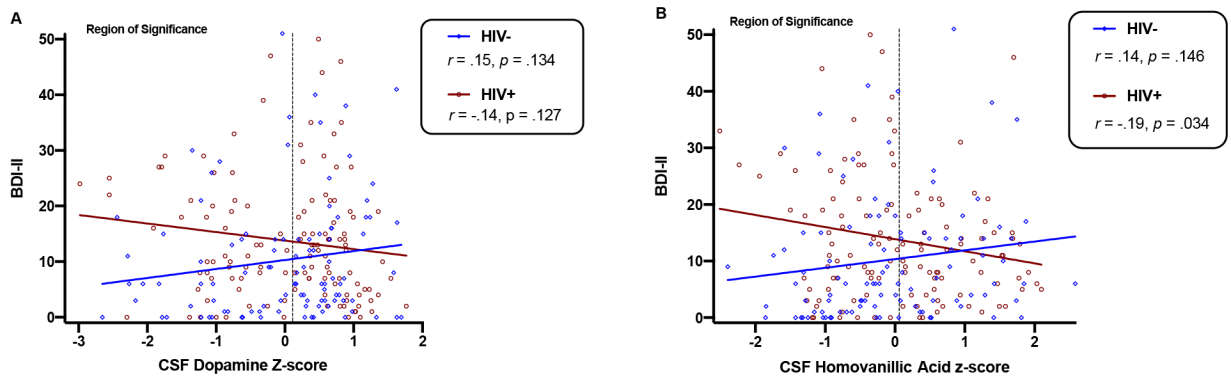 A
Region of Significance
HIV-
r = .15, p = .134
HIV+
r = -.14, p = .127
50
40
30
20
10
0
BDI-II
-3 -2 -1 0 1 2
CSF Dopamine Z-score
B
Region of Significance
HIV-
r = .14, p = .146
HIV+
r = -.19, p = .034
50
40
30
20
10
0
BDI-II
-2 -1 0 1 2
CSF Homovanillic Acid z-score